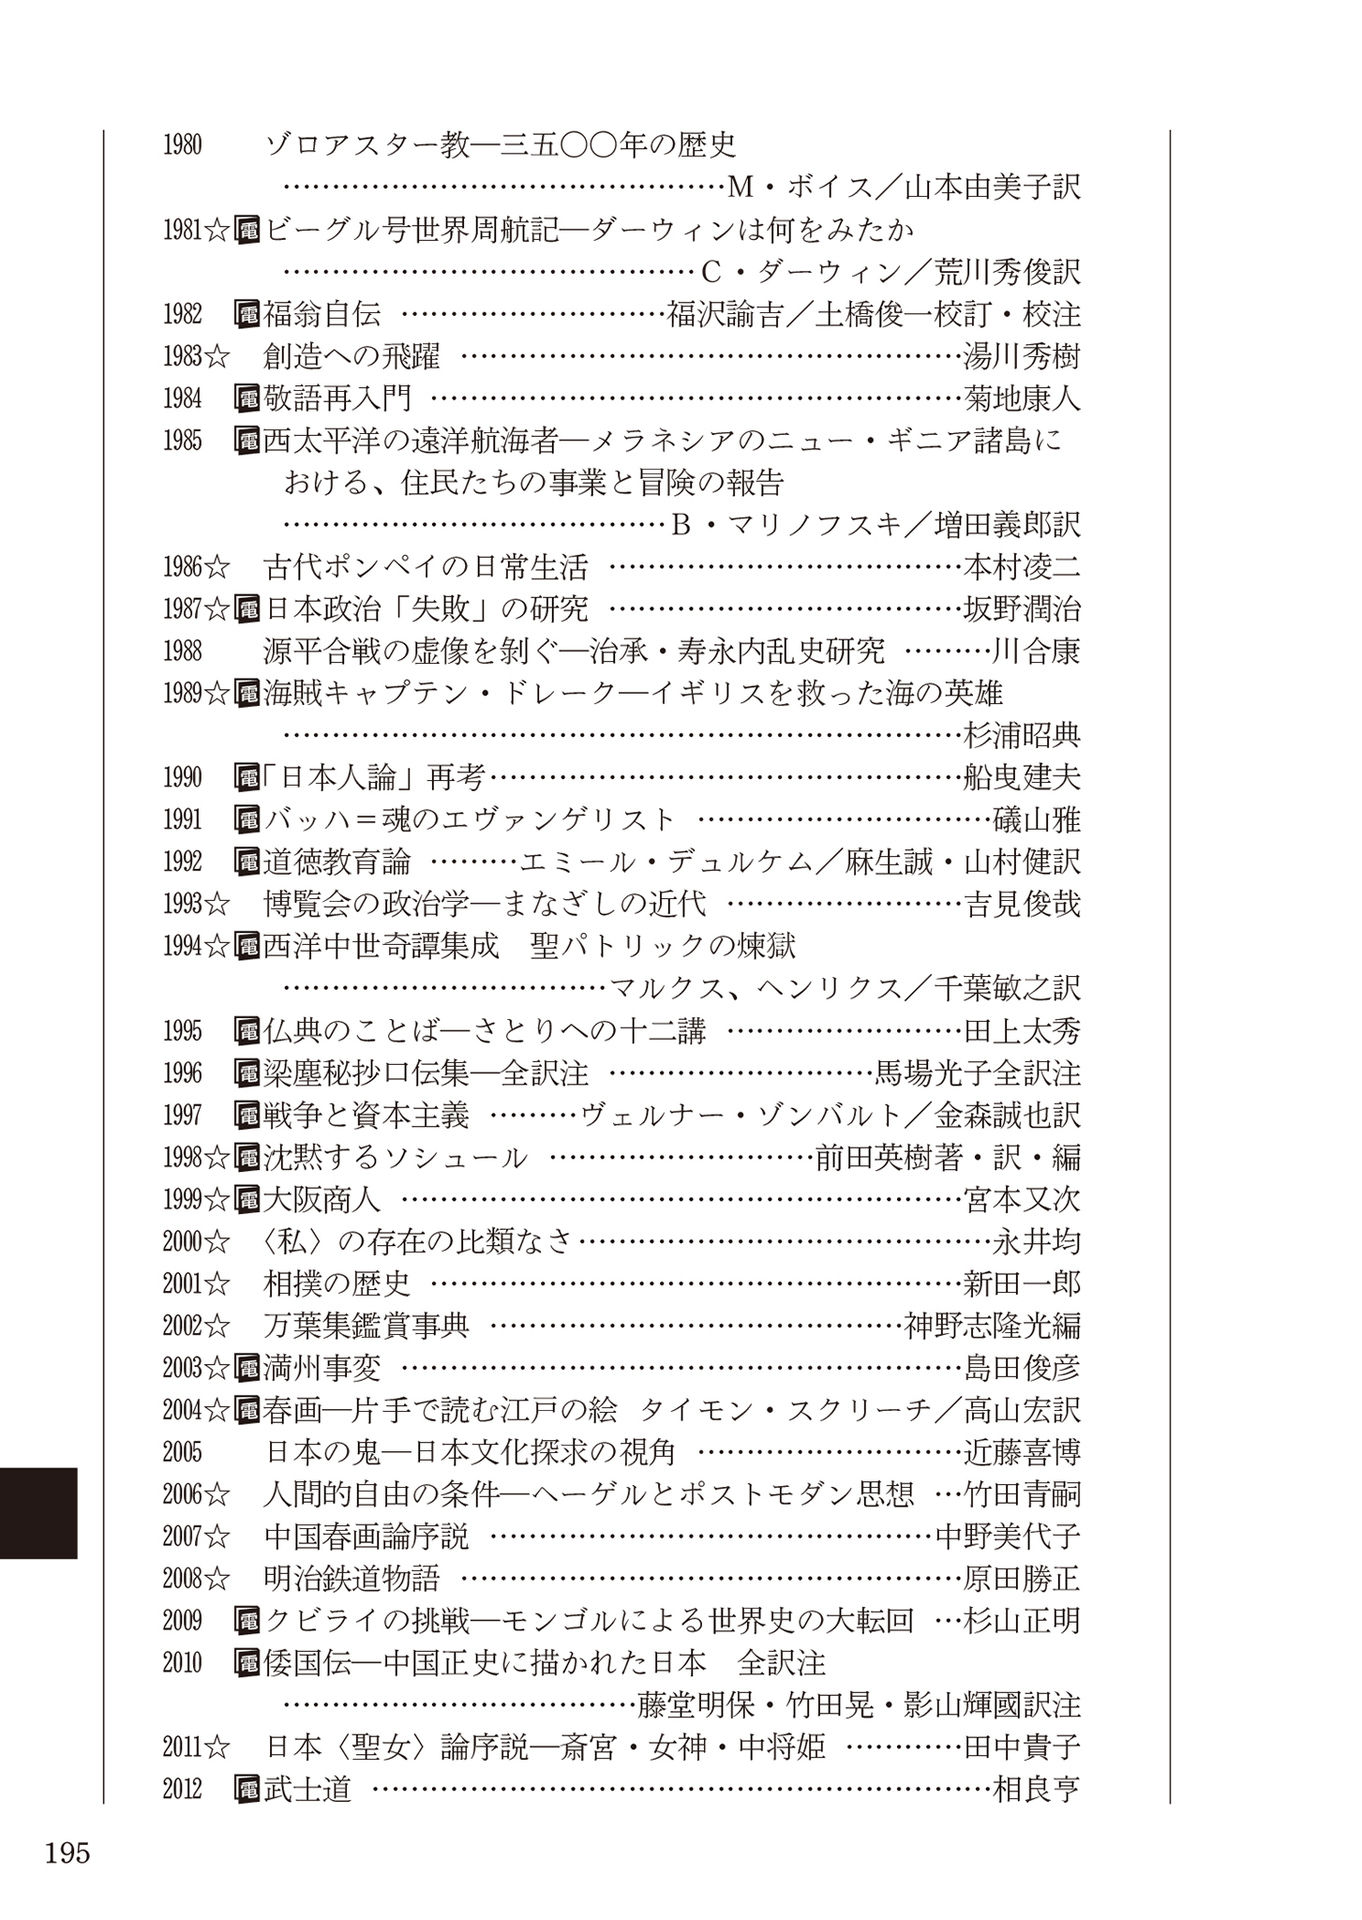 1980　ゾロアスター教―三五〇〇年の歴史
……………………………………M・ボイス／山本由美子訳
1981☆電ビーグル号世界周航記―ダーウィンは何をみたか
……………………………………C・ダーウィン／荒川秀俊訳
1982　電福翁自伝 ………………………福沢諭吉／土橋俊一校訂・校注
1983☆　創造への飛躍 ……………………………………………湯川秀樹
1984　電敬語再入門 ………………………………………………菊地康人
1985　電西太平洋の遠洋航海者―メラネシアのニュー・ギニア諸島に
おける、住民たちの事業と冒険の報告
…………………………………B・マリノフスキ／増田義郎訳
1986☆　古代ポンペイの日常生活 ………………………………本村凌二
1987☆電日本政治「失敗」の研究 ………………………………坂野潤治
1988　源平合戦の虚像を剝ぐ―治承・寿永内乱史研究 ………川合康
1989☆電海賊キャプテン・ドレーク―イギリスを救った海の英雄
……………………………………………………………杉浦昭典
1990　電「日本人論」再考…………………………………………船曳建夫
1991　電バッハ＝魂のエヴァンゲリスト …………………………礒山雅
1992　電道徳教育論 ………エミール・デュルケム／麻生誠・山村健訳
1993☆　博覧会の政治学―まなざしの近代 ……………………吉見俊哉
1994☆電西洋中世奇譚集成　聖パトリックの煉獄
……………………………マルクス、ヘンリクス／千葉敏之訳
1995　電仏典のことば―さとりへの十二講 ……………………田上太秀
1996　電梁塵秘抄口伝集―全訳注 ………………………馬場光子全訳注
1997　電戦争と資本主義 ………ヴェルナー・ゾンバルト／金森誠也訳
1998☆電沈黙するソシュール ………………………前田英樹著・訳・編
1999☆電大阪商人 …………………………………………………宮本又次
2000☆　〈私〉の存在の比類なさ……………………………………永井均
2001☆　相撲の歴史 ………………………………………………新田一郎
2002☆　万葉集鑑賞事典 ……………………………………神野志隆光編
2003☆電満州事変 …………………………………………………島田俊彦
2004☆電春画―片手で読む江戸の絵　タイモン・スクリーチ／高山宏訳
2005　日本の鬼―日本文化探求の視角 ………………………近藤喜博
2006☆　人間的自由の条件―ヘーゲルとポストモダン思想 …竹田青嗣
2007☆　中国春画論序説 ………………………………………中野美代子
2008☆　明治鉄道物語 ……………………………………………原田勝正
2009　電クビライの挑戦―モンゴルによる世界史の大転回 …杉山正明
2010　電倭国伝―中国正史に描かれた日本　全訳注
………………………………藤堂明保・竹田晃・影山輝國訳注
2011☆　日本〈聖女〉論序説―斎宮・女神・中将姫 …………田中貴子
2012　電武士道 ………………………………………………………相良亨
195